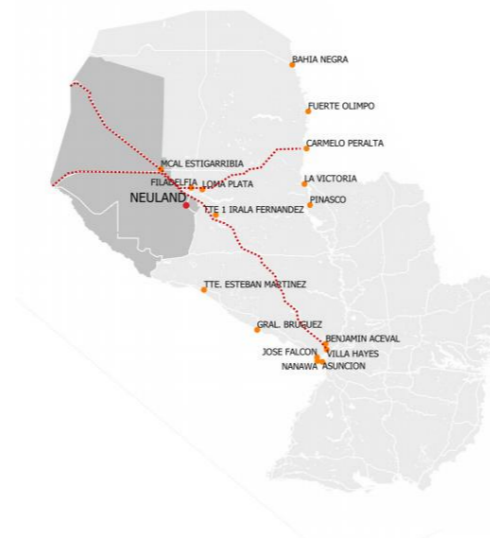 BAHIA NEGRA
FUERTE OLIMPO
CARMELO PERALTA
MCAL ESTIGARRIBIA
FILADELFIA
LOMA PLATA
LA VICTORIA
NEULAND
PINASCO
TTE 1 IRALA FERNANDEZ
TTE. ESTEBAN MARTINEZ
GRAL. BRUGUEZ
BENJAMIN ACEVAL
JOSE FALCON
VILLA HAYES
NANAWA
ASUNCION